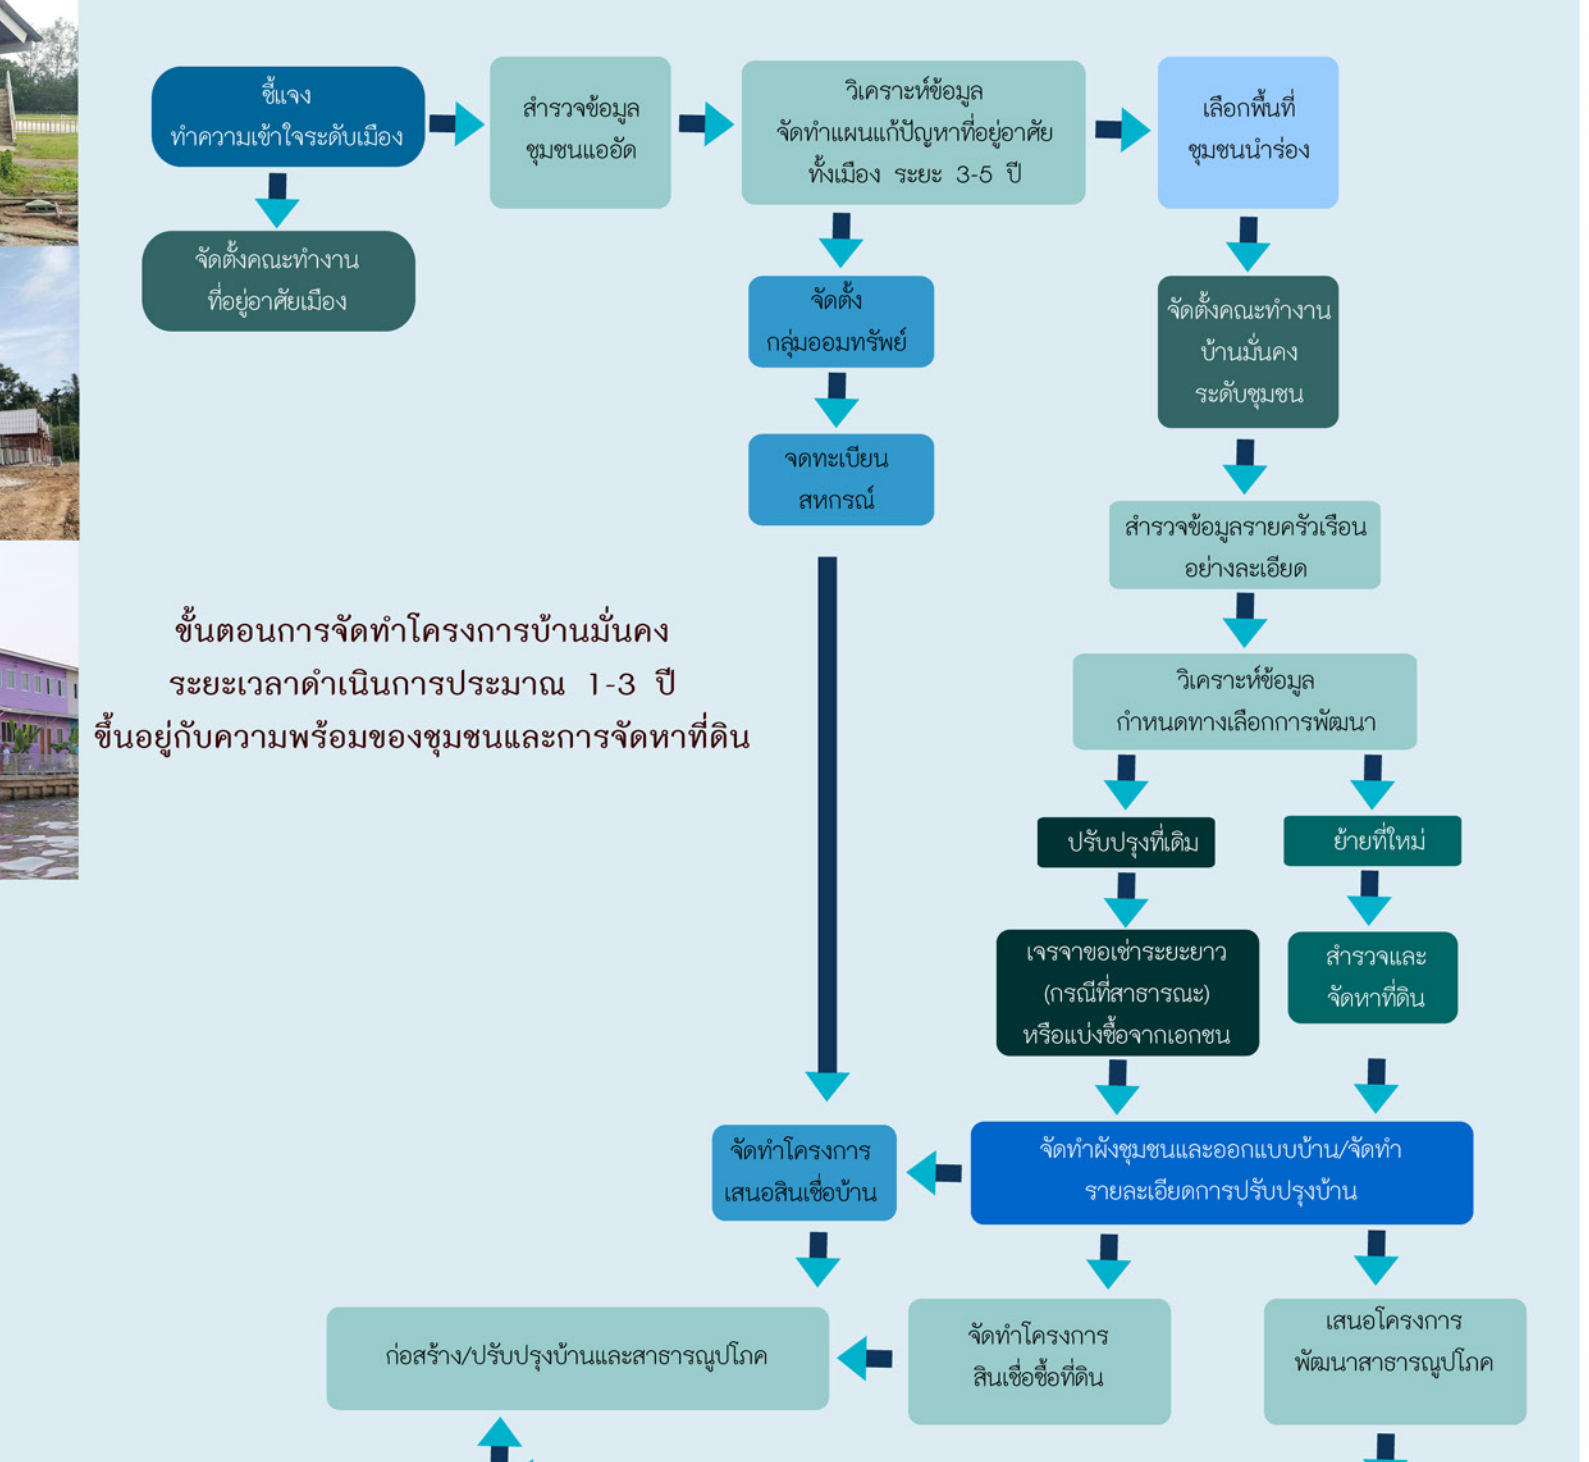 ชี้แจง
ทำความเข้าใจระดับเมือง
สำรวจข้อมูล
ชุมชนแออัด
วิเคราะห์ข้อมูล
จัดทำแผนแก้ปัญหาที่อยู่อาศัย
ทั้งเมือง ระยะ 3-5 ปี
เลือกพื้นที่
ชุมชนนำร่อง
จัดตั้งคณะทำงาน
ที่อยู่อาศัยเมือง
จัดตั้ง
กลุ่มออมทรัพย์
จัดตั้งคณะทำงาน
บ้านมั่นคง
ระดับชุมชน
จดทะเบียน
สหกรณ์
สำรวจข้อมูลรายครัวเรือน
อย่างละเอียด
ขั้นตอนการจัดทำโครงการบ้านมั่นคง
ระยะเวลาดำเนินการประมาณ 1-3 ปี
ขึ้นอยู่กับความพร้อมของชุมชนและการจัดหาที่ดิน
วิเคราะห์ข้อมูล
กำหนดทางเลือกการพัฒนา
ปรับปรุงที่เดิม
ย้ายที่ใหม่
เจรจาขอเช่าระยะยาว
(กรณีที่สาธารณะ)
หรือแบ่งซื้อจากเอกชน
สำรวจและ
จัดหาที่ดิน
จัดทำโครงการ
เสนอสินเชื่อบ้าน
จัดทำผังชุมชนและออกแบบบ้าน/จัดทำ
รายละเอียดการปรับปรุงบ้าน
ก่อสร้าง/ปรับปรุงบ้านและสาธารณูปโภค
จัดทำโครงการ
สินเชื่อซื้อที่ดิน
เสนอโครงการ
พัฒนาสาธารณูปโภค